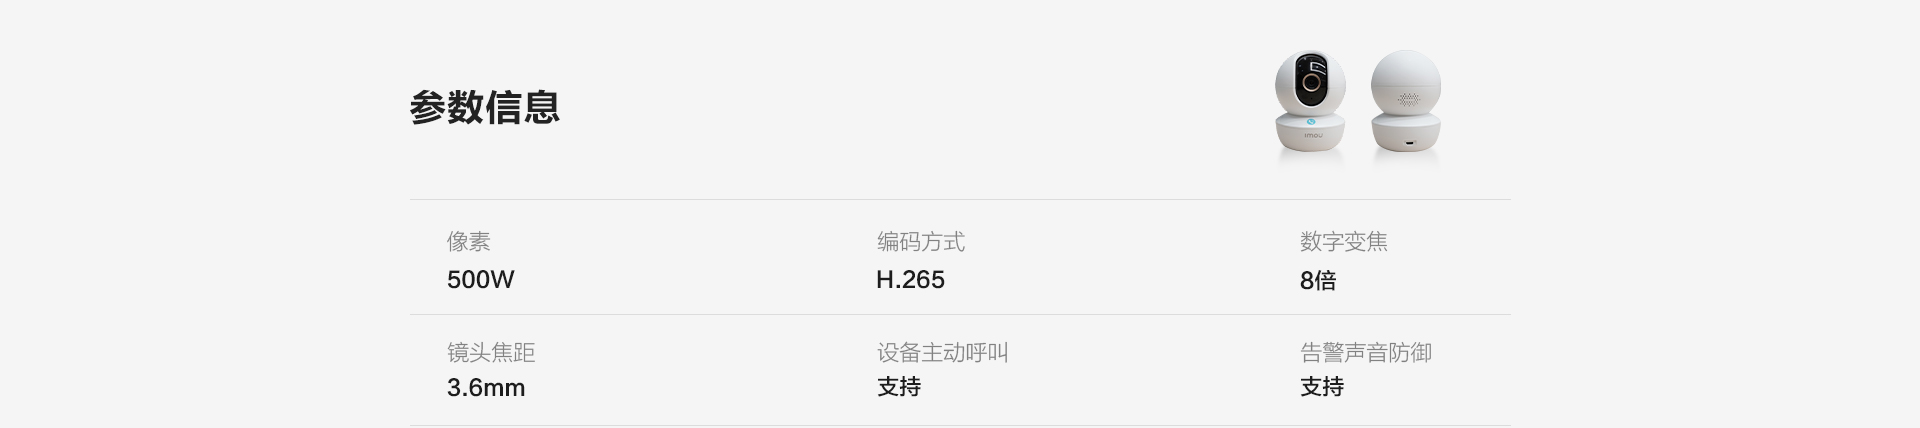 参数信息
imou
像素
编码方式
数字变焦
500W
H.265
8倍
镜头焦距
设备主动呼叫
告警声音防御
3.6mm
支持
支持